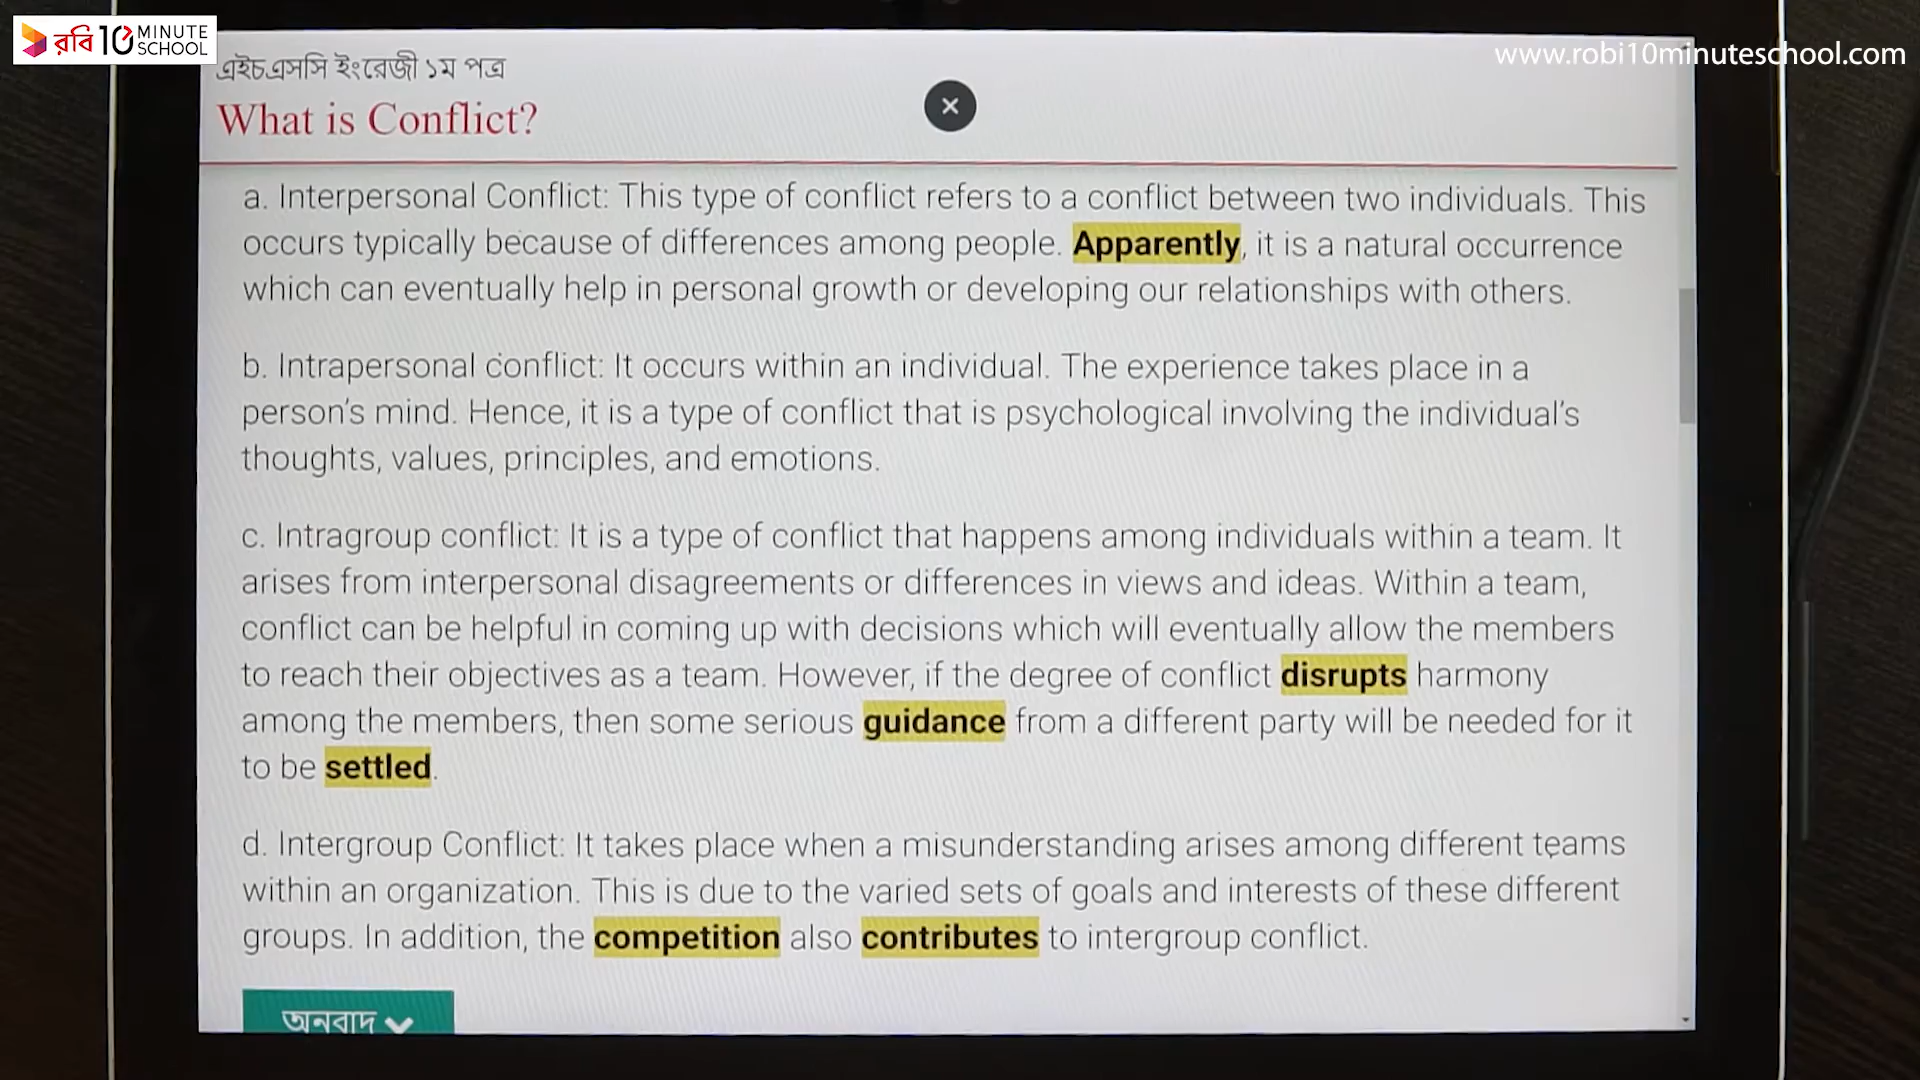 রবি 10 MINUTE SCHOOL
www.robi10minuteschool.com
এইচএসসি ইংরেজী ১ম পত্র
What is Conflict?
a. Interpersonal Conflict: This type of conflict refers to a conflict between two individuals. This
occurs typically because of differences among people. Apparently, it is a natural occurrence
which can eventually help in personal growth or developing our relationships with others.
b. Intrapersonal conflict: It occurs within an individual. The experience takes place in a
person's mind. Hence, it is a type of conflict that is psychological involving the individual's
thoughts, values, principles, and emotions.
c. Intragroup conflict: It is a type of conflict that happens among individuals within a team. It
arises from interpersonal disagreements or differences in views and ideas. Within a team,
conflict can be helpful in coming up with decisions which will eventually allow the members
to reach their objectives as a team. However, if the degree of conflict disrupts harmony
among the members, then some serious guidance from a different party will be needed for it
to be settled.
d. Intergroup Conflict: It takes place when a misunderstanding arises among different teams
within an organization. This is due to the varied sets of goals and interests of these different
groups. In addition, the competition also contributes to intergroup conflict.
অনুবাদ